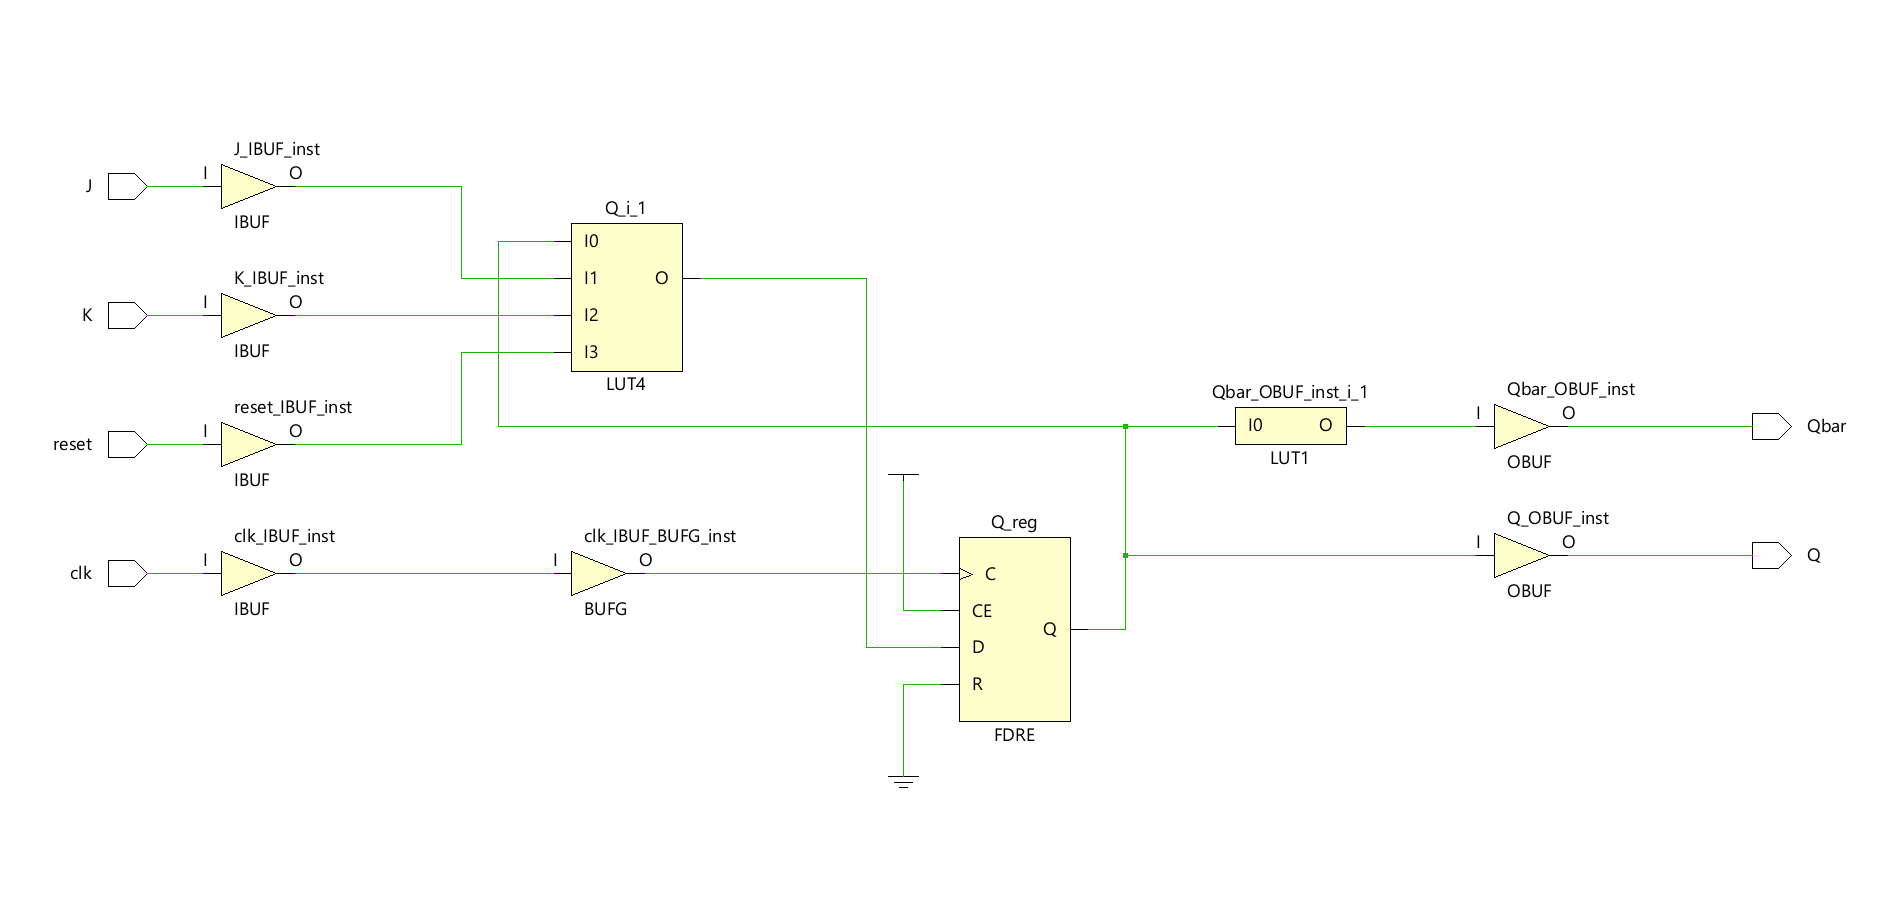 J_IBUF_inst
I
O
J
IBUF
Q_i_1
I0
I1
O
I2
I3
LUT4
K_IBUF_inst
I
O
K
IBUF
reset_IBUF_inst
I
O
reset
IBUF
clk_IBUF_inst
I
O
clk
IBUF
clk_IBUF_BUFG_inst
I
O
BUFG
Q_reg
C
CE
Q
D
R
FDRE
Qbar_OBUF_inst_i_1
I0
O
LUT1
Qbar_OBUF_inst
I
O
Qbar
OBUF
Q_OBUF_inst
I
O
Q
OBUF